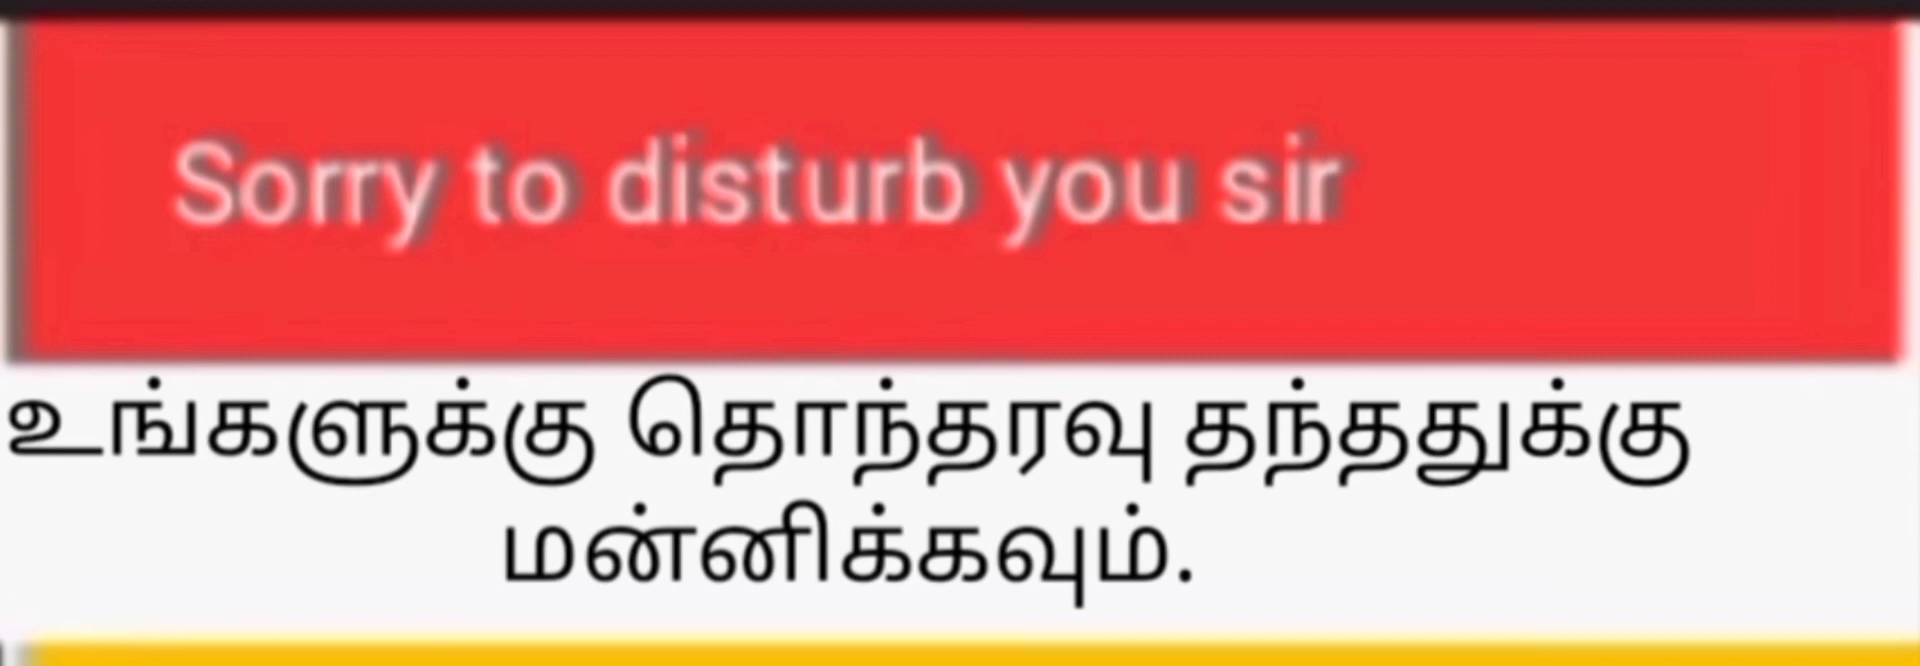 Sorry to disturb you sir
உங்களுக்கு தொந்தரவு தந்ததுக்கு
மன்னிக்கவும்.